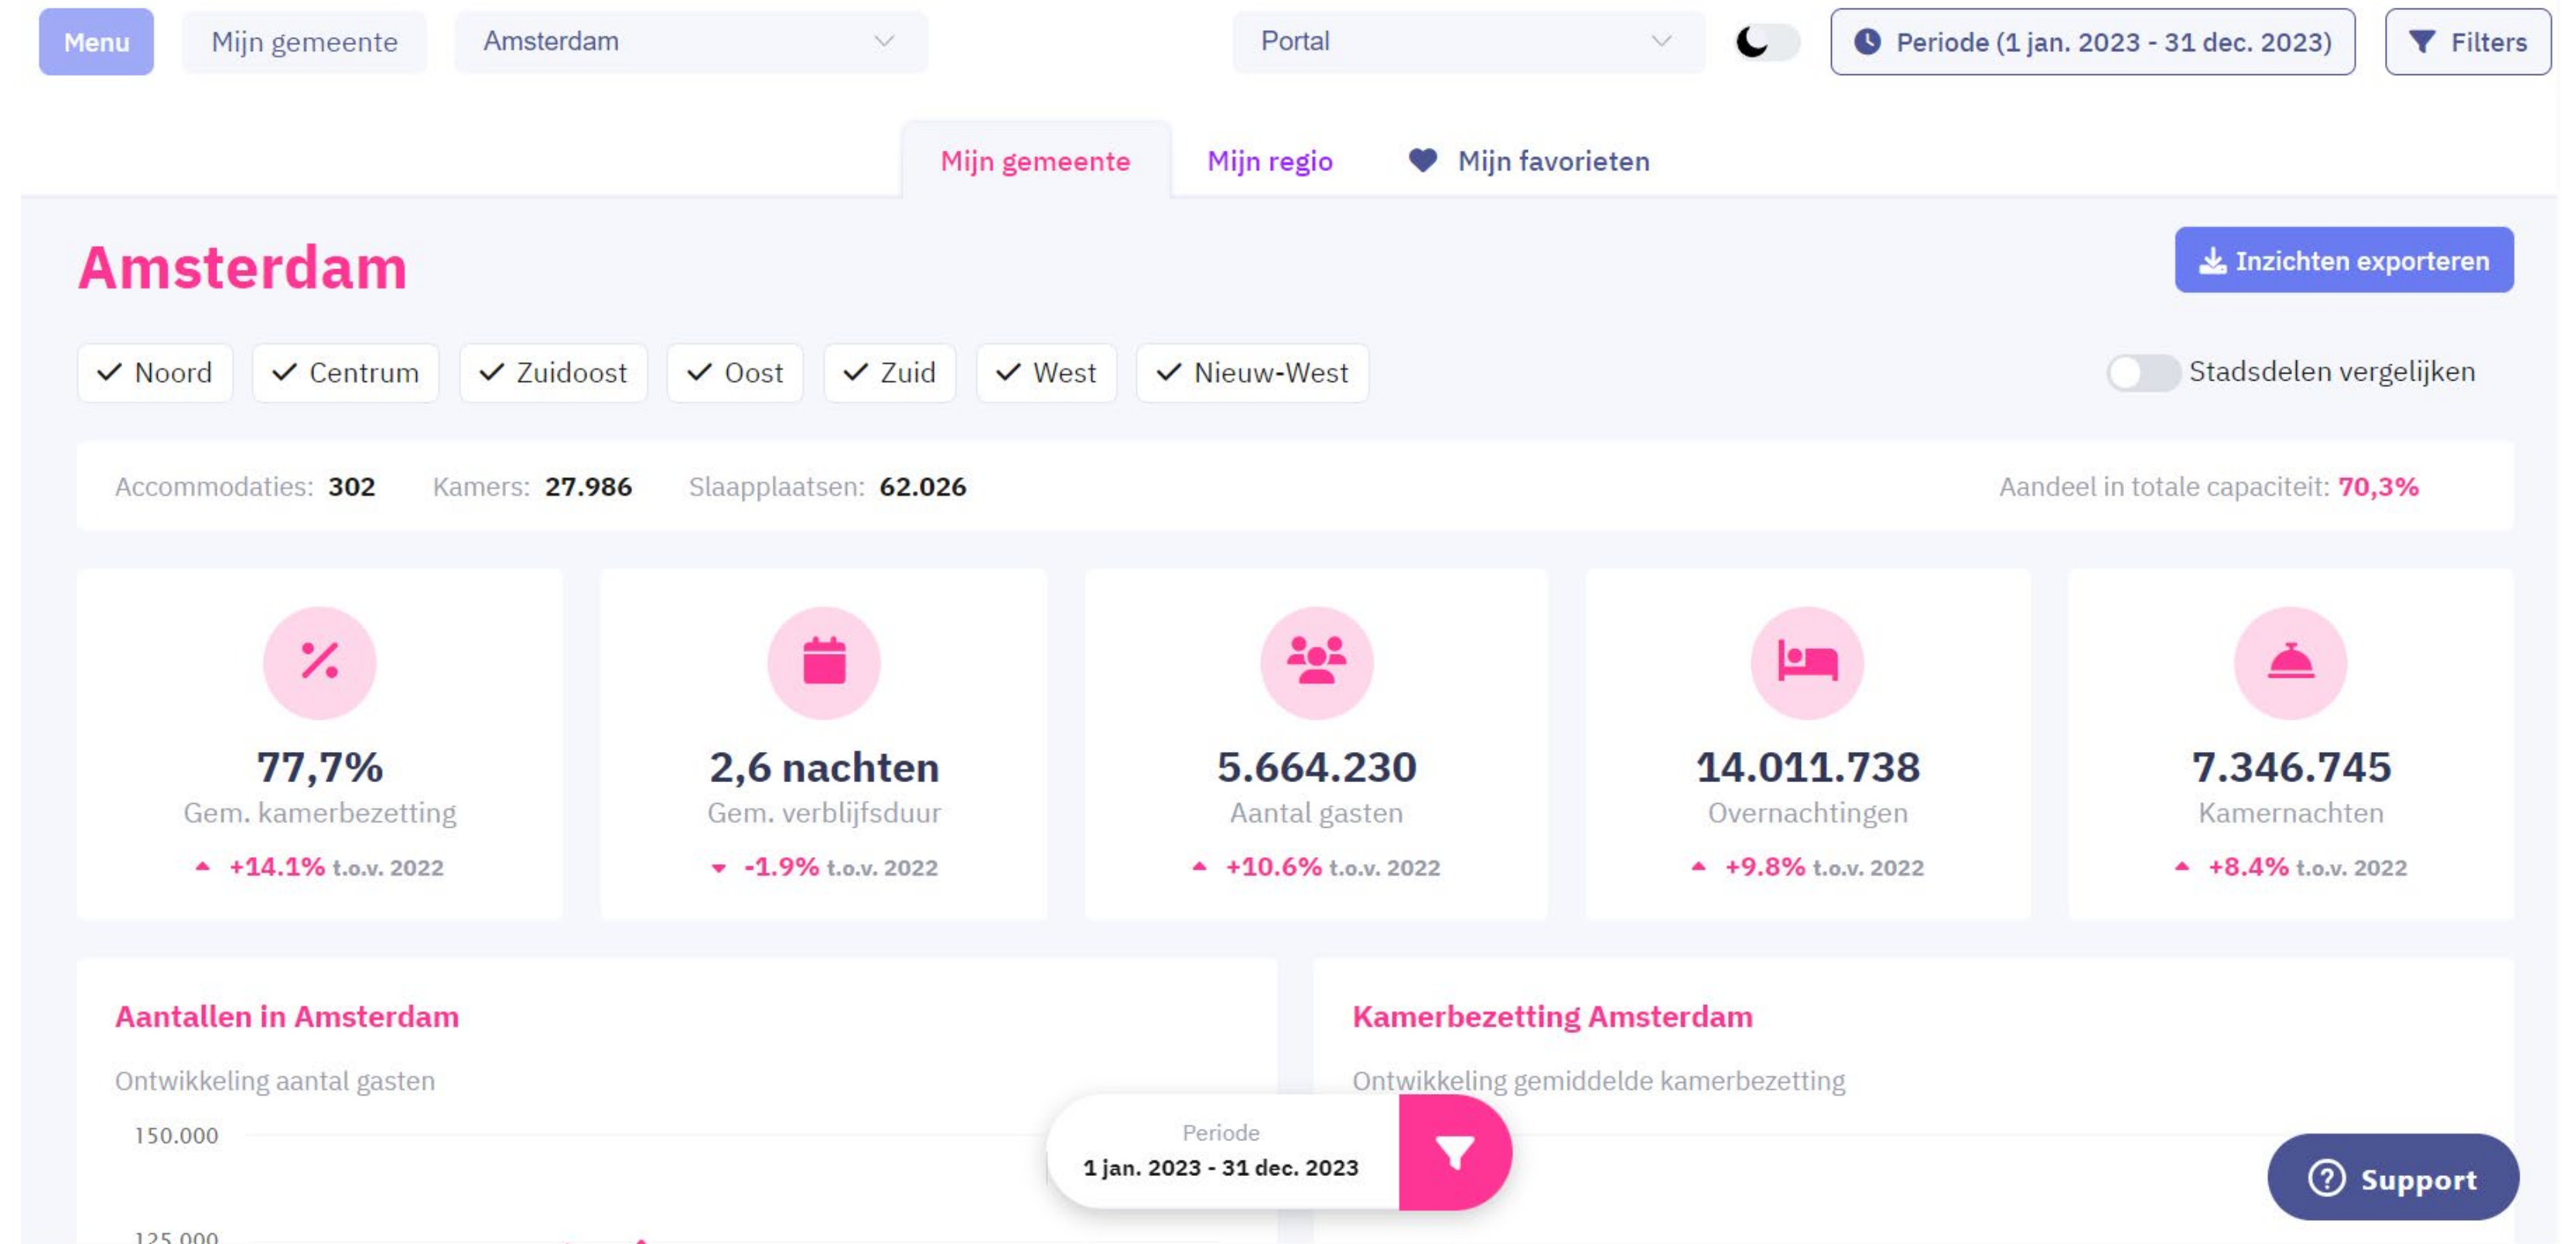 Menu
Mijn gemeente
Amsterdam
Portal
Periode (1 jan. 2023 - 31 dec. 2023)
Filters
Mijn gemeente
Mijn regio
Mijn favorieten
Amsterdam
Inzichten exporteren
Noord
Centrum
Zuidoost
Oost
Zuid
West
Nieuw-West
Stadsdelen vergelijken
Accommodaties: 302
Kamers: 27.986
Slaapplaatsen: 62.026
Aandeel in totale capaciteit: 70,3%
77,7%
Gem. kamerbezetting
+14.1% t.o.v. 2022
2,6 nachten
Gem. verblijfsduur
-1.9% t.o.v. 2022
5.664.230
Aantal gasten
+10.6% t.o.v. 2022
14.011.738
Overnachtingen
+9.8% t.o.v. 2022
7.346.745
Kamernachten
+8.4% t.o.v. 2022
Aantallen in Amsterdam
Ontwikkeling aantal gasten
150.000
125.000
Kamerbezetting Amsterdam
Ontwikkeling gemiddelde kamerbezetting
Periode
1 jan. 2023 - 31 dec. 2023
Support